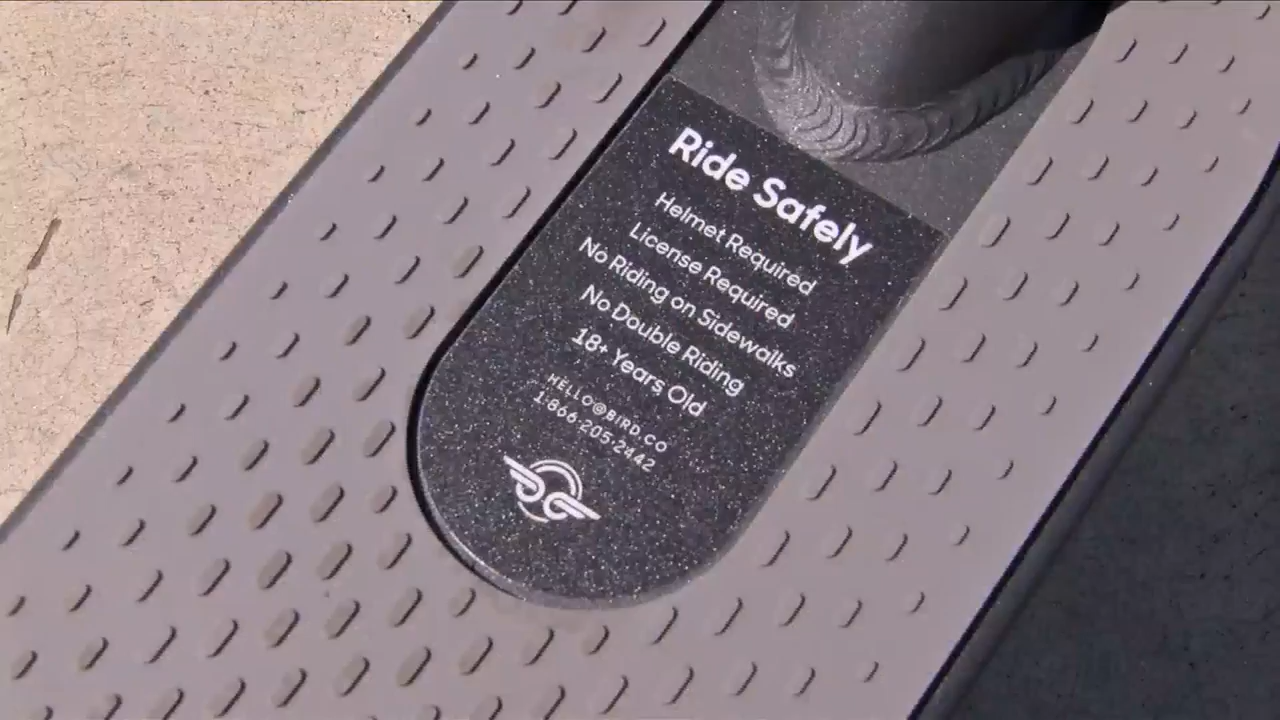 Ride Safely
Helmet Required
License Required
No Riding on Sidewalks
No Double Riding
18+ Years Old
HELLO@BIRD.CO
1·866·205·2442